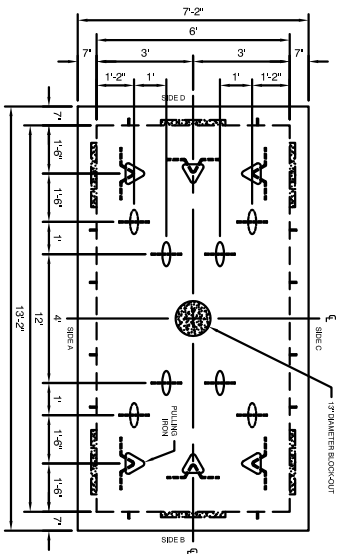 7'-2"
6'
7" 3' 3' 7"
1'-2" 1' 1' 1'-2"
SIDE D
7"
1'-6"
1'-6"
1'
4'
1'
1'-6"
1'-6"
7"
12'
13'-2"
SIDE A
SIDE C
℄
13" DIAMETER BLOCK-OUT
PULLING
IRON
SIDE B
℄